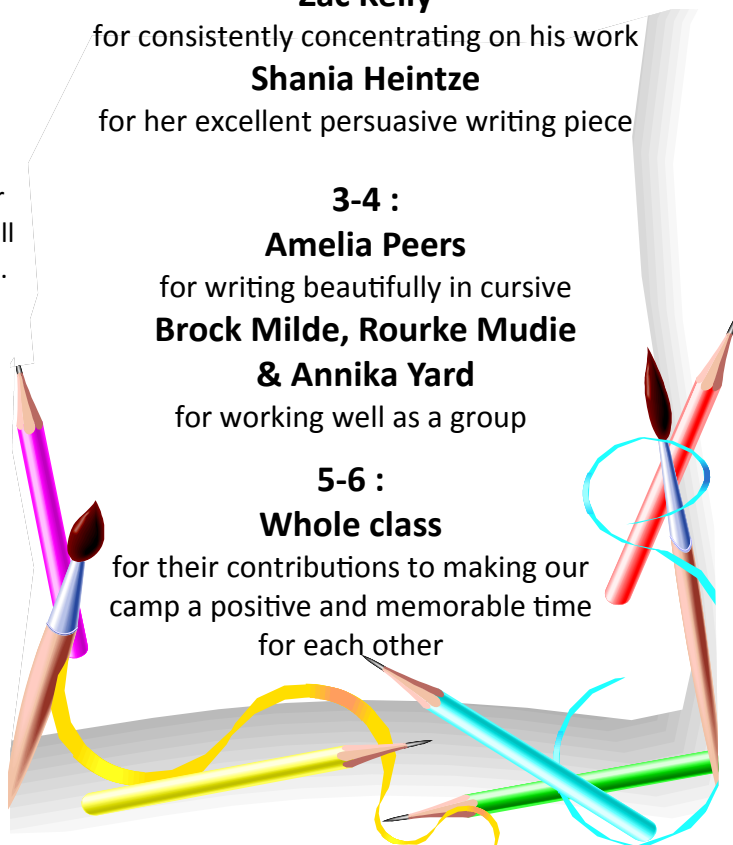 Zac Kelly
for consistently concentrating on his work
Shania Heintze
for her excellent persuasive writing piece
3-4 :
Amelia Peers
for writing beautifully in cursive
Brock Milde, Rourke Mudie
& Annika Yard
for working well as a group
5-6 :
Whole class
for their contributions to making our
camp a positive and memorable time
for each other